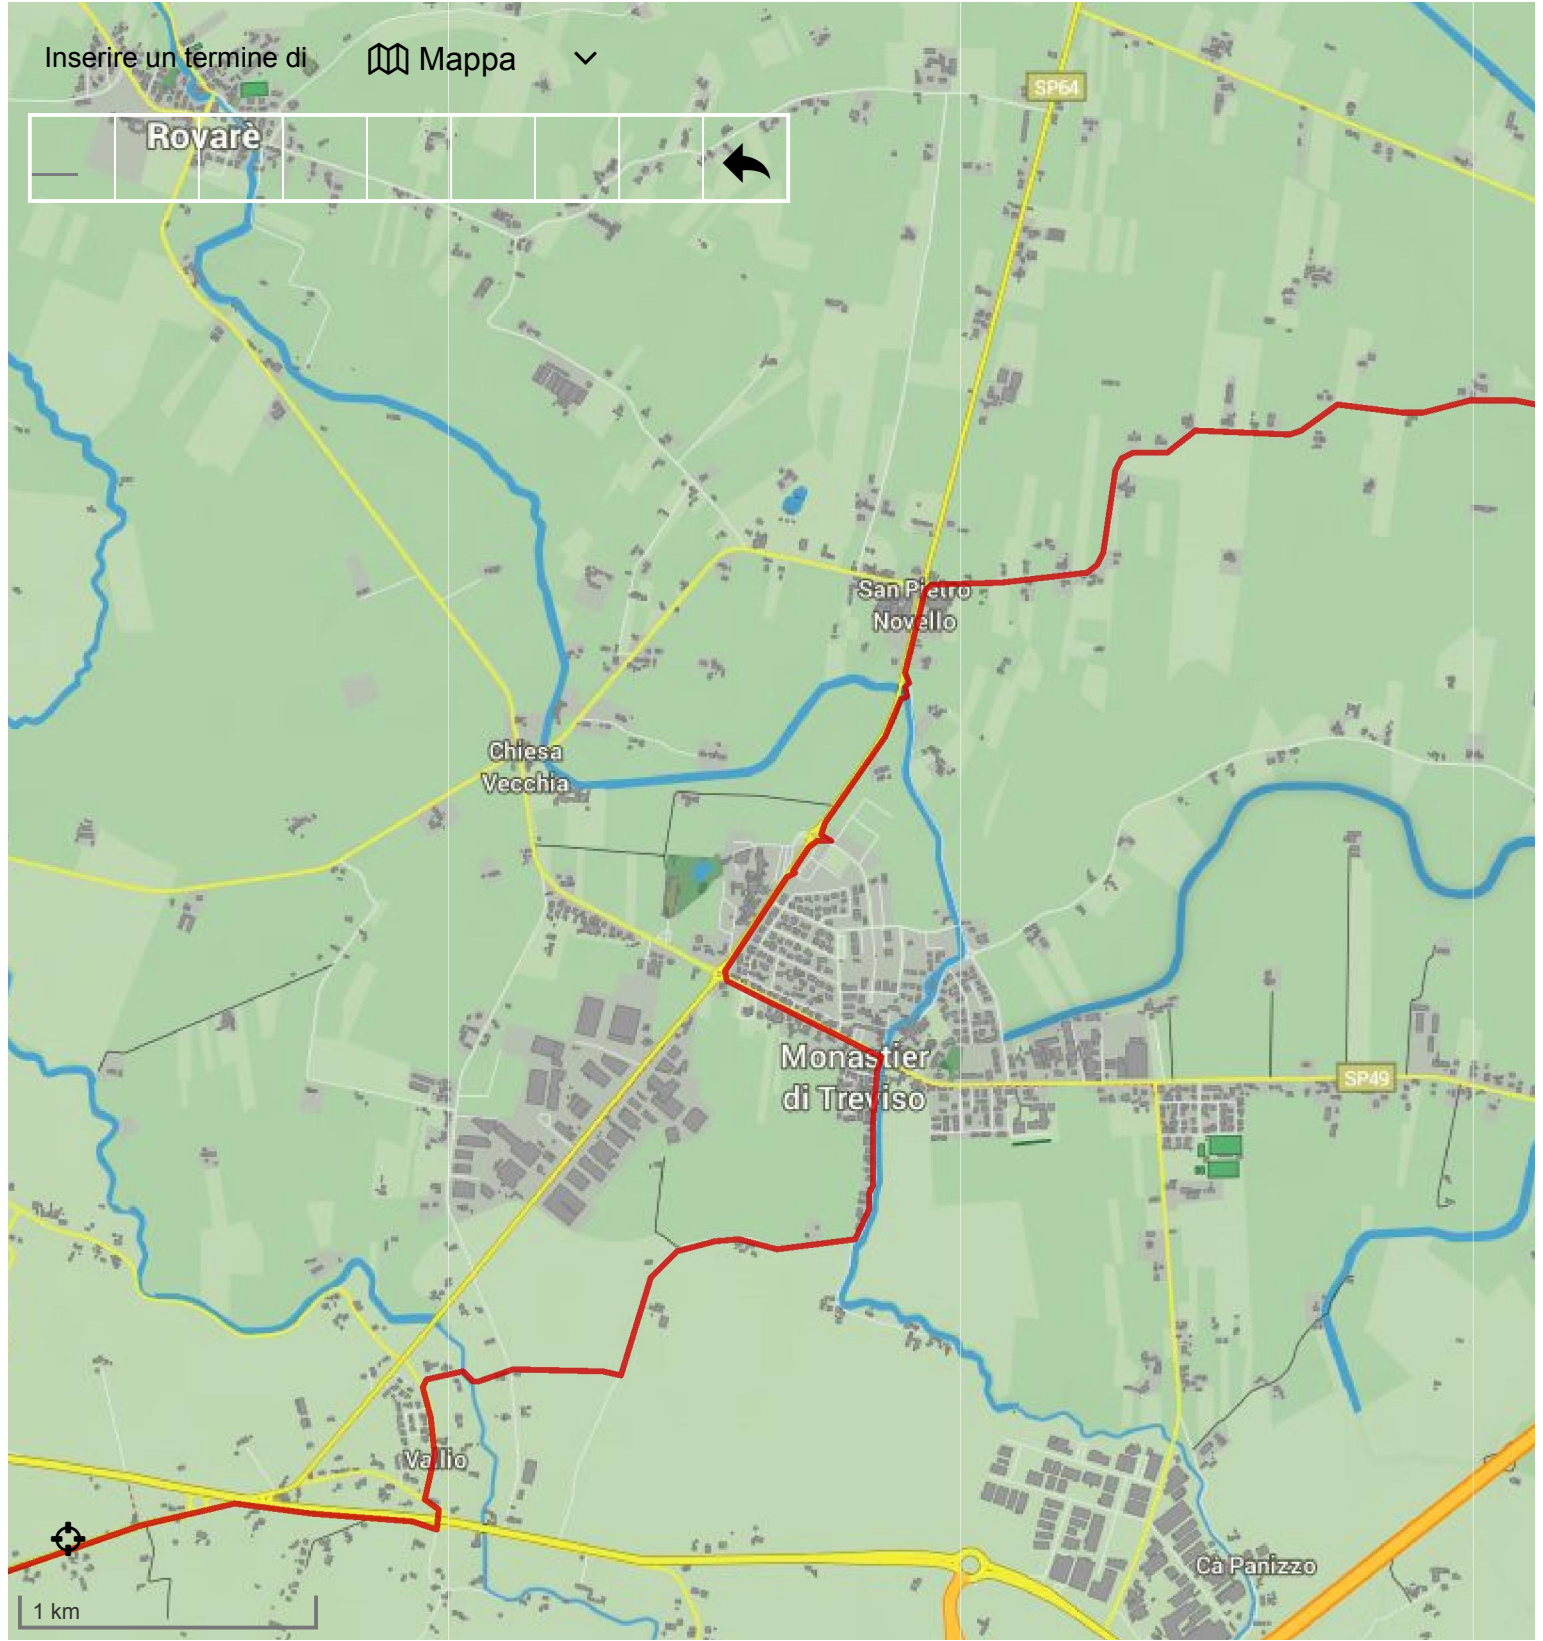 Inserire un termine di
Mappa
SP64
Rovarè
San Pietro
Novello
Chiesa
Vecchia
Monastier
di Treviso
SP49
Vallio
Cà Panizzo
1 km